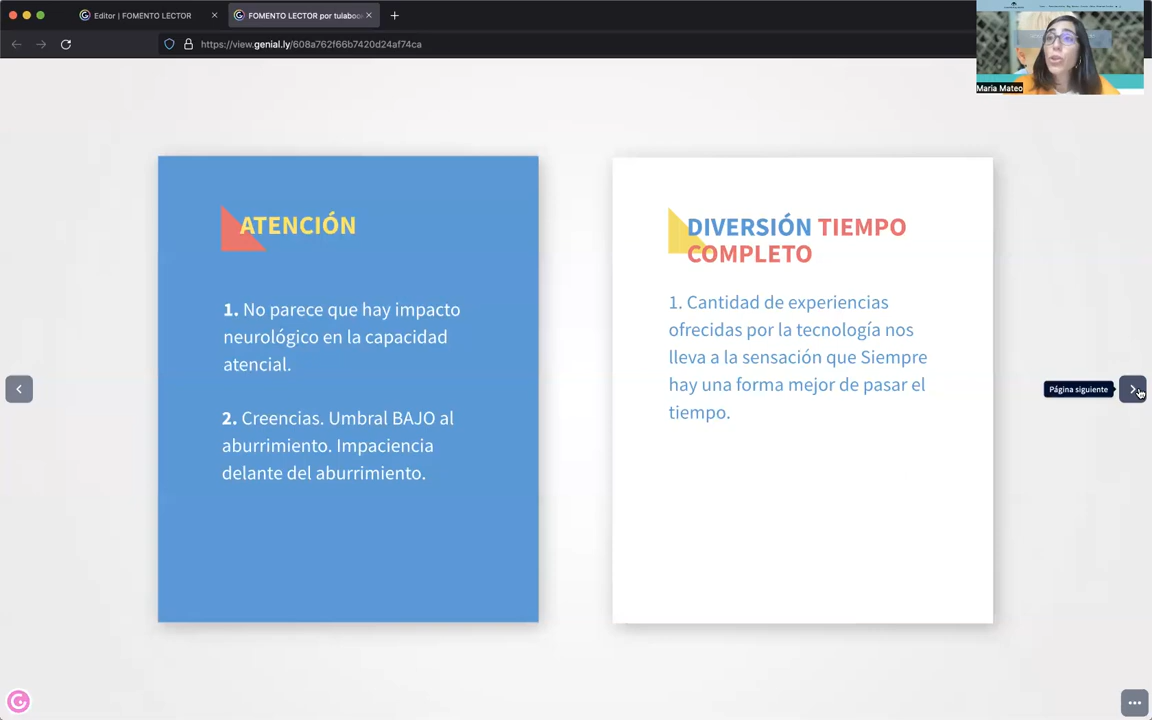 Editor | FOMENTO LECTOR
FOMENTO LECTOR por tulaboo
https://view.genial.ly/608a762f66b7420d24af74ca
Maria Mateo
ATENCIÓN
1. No parece que hay impacto
neurológico en la capacidad
atencial.
2. Creencias. Umbral BAJO al
aburrimiento. Impaciencia
delante del aburrimiento.
DIVERSIÓN TIEMPO
COMPLETO
1. Cantidad de experiencias
ofrecidas por la tecnología nos
lleva a la sensación que Siempre
hay una forma mejor de pasar el
tiempo.
Página siguiente